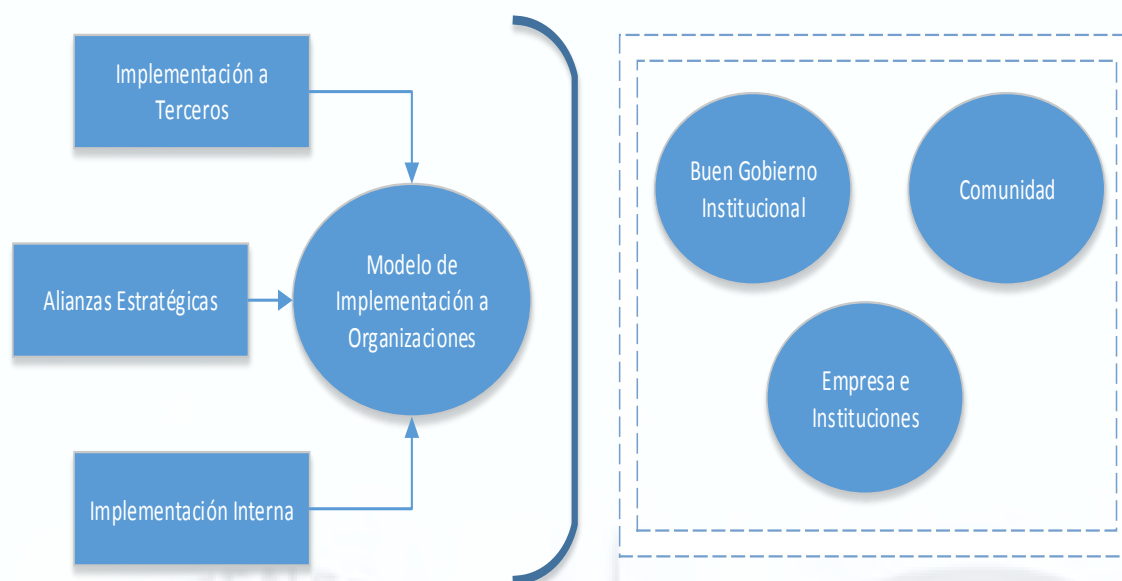 Implementación a
Terceros
Alianzas Estratégicas
Modelo de
Implementación a
Organizaciones
Implementación Interna
Buen Gobierno
Institucional
Comunidad
Empresa e
Instituciones